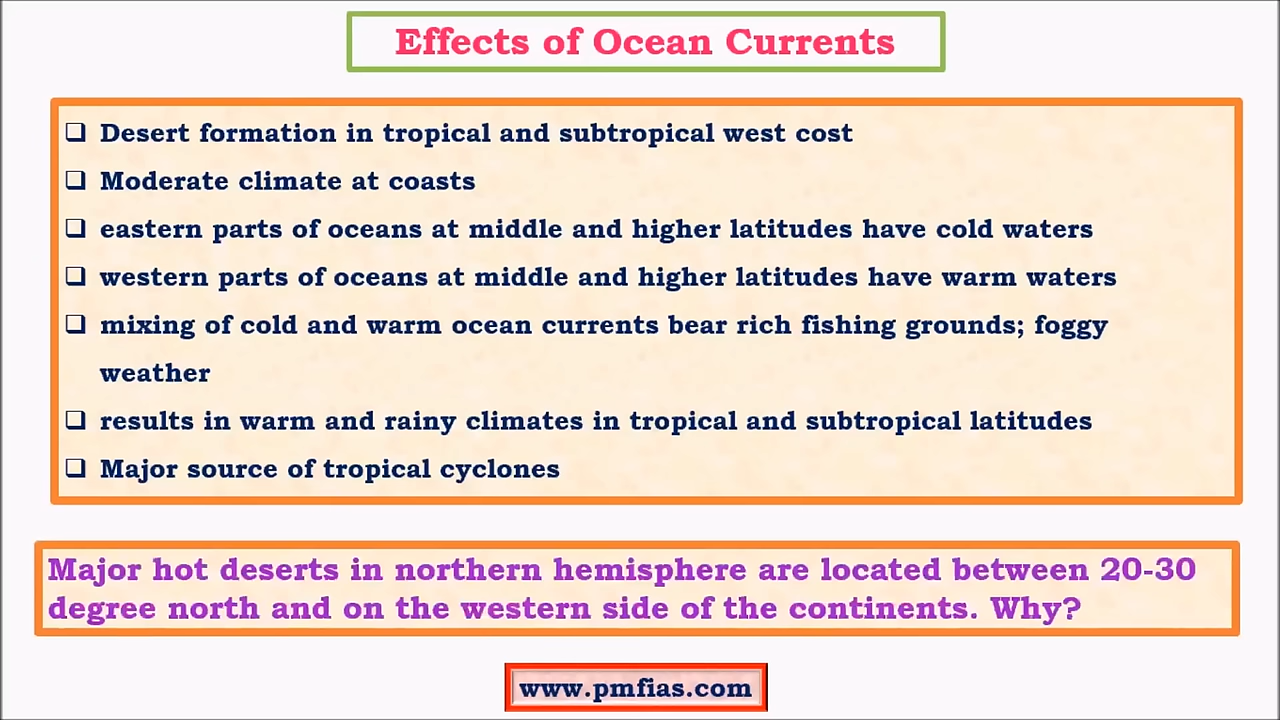 Effects of Ocean Currents
❑ Desert formation in tropical and subtropical west cost
❑ Moderate climate at coasts
❑ eastern parts of oceans at middle and higher latitudes have cold waters
❑ western parts of oceans at middle and higher latitudes have warm waters
❑ mixing of cold and warm ocean currents bear rich fishing grounds; foggy
weather
❑ results in warm and rainy climates in tropical and subtropical latitudes
❑ Major source of tropical cyclones
Major hot deserts in northern hemisphere are located between 20-30
degree north and on the western side of the continents. Why?
www.pmfias.com